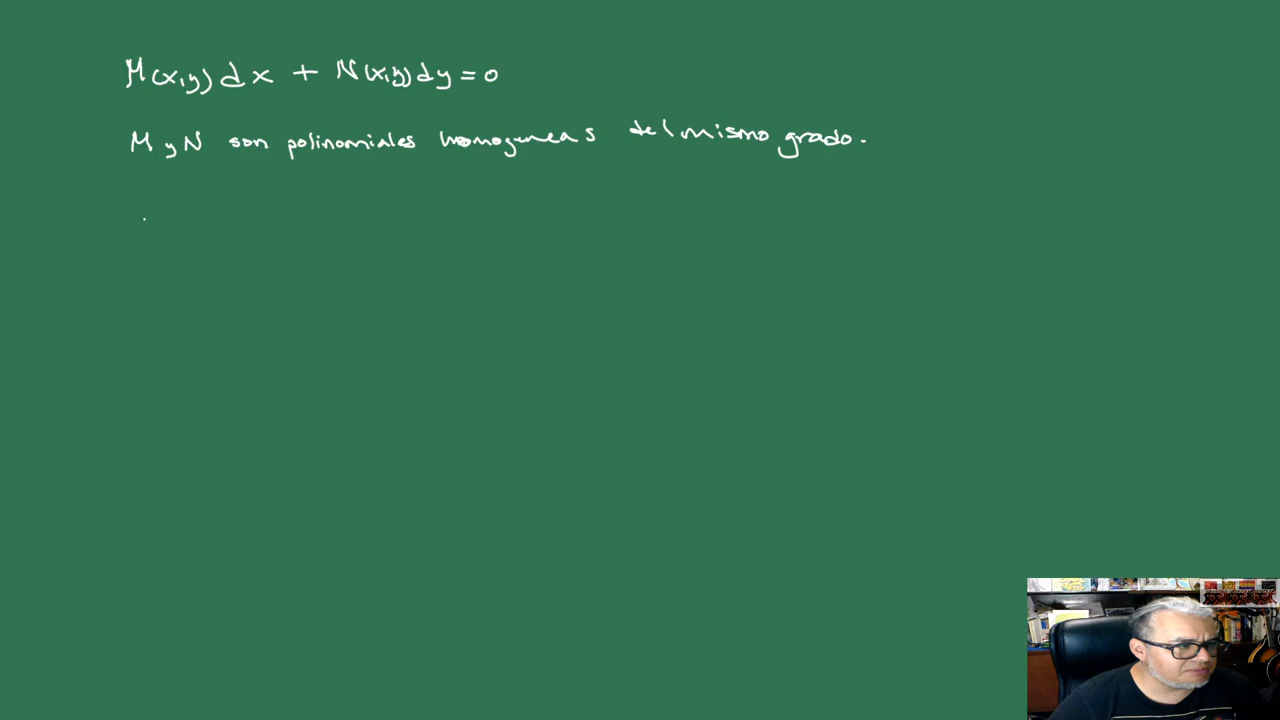 M(x,y)dx + N(x,y)dy = 0
M y N son polinomiales homogeneas del mismo grado.